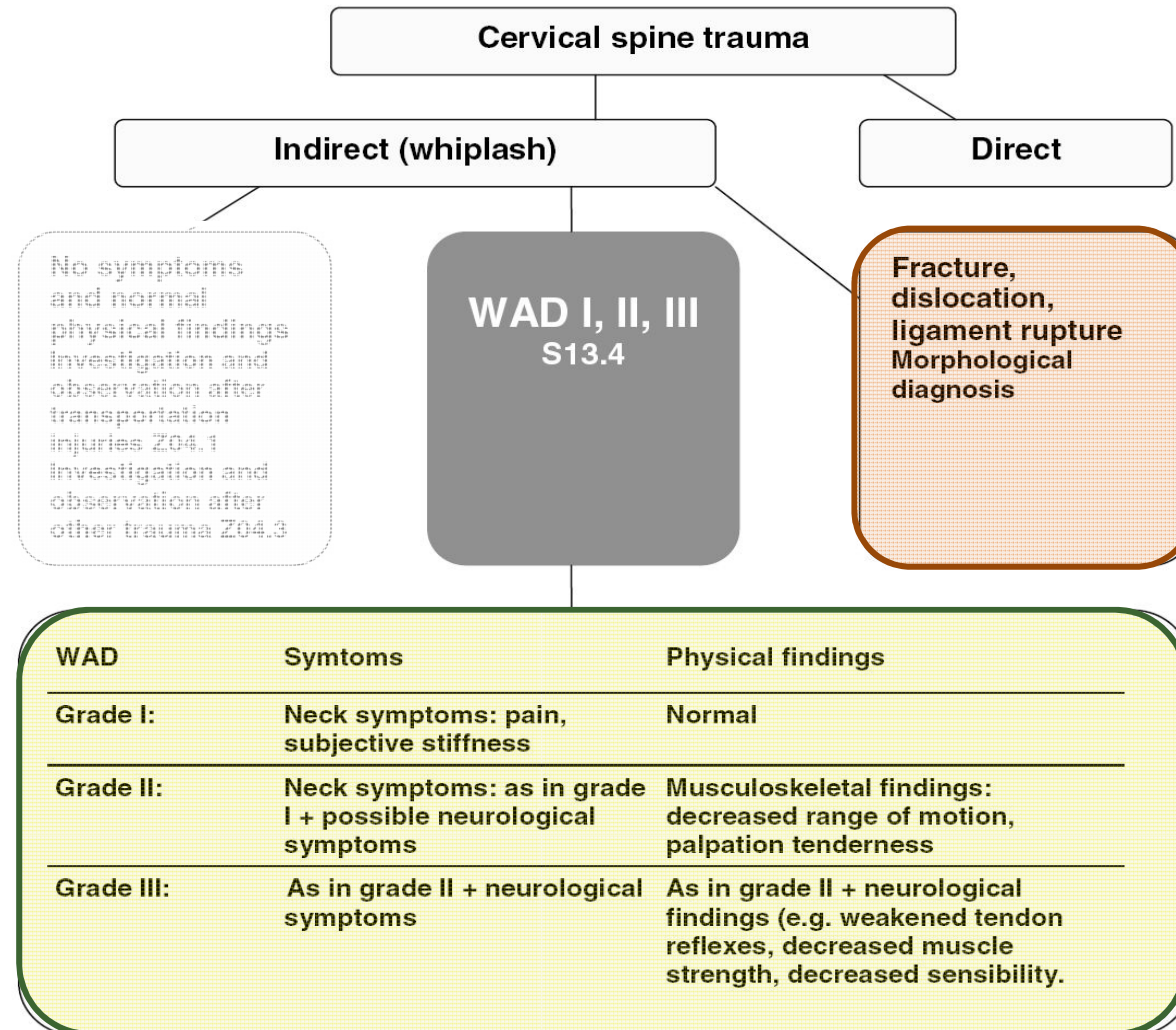 Cervical spine trauma
Indirect (whiplash)
Direct
No symptoms
and normal
physical findings
Investigation and
observation after
transportation
injuries Z04.1
Investigation and
observation after
other trauma Z04.3
WAD I, II, III
S13.4
Fracture,
dislocation,
ligament rupture
Morphological
diagnosis
WAD Symtoms Physical findings
Grade I: Neck symptoms: pain, Normal
subjective stiffness
Grade II: Neck symptoms: as in grade Musculoskeletal findings:
I + possible neurological decreased range of motion,
symptoms palpation tenderness
Grade III: As in grade II + neurological As in grade II + neurological
symptoms findings (e.g. weakened tendon
reflexes, decreased muscle
strength, decreased sensibility.